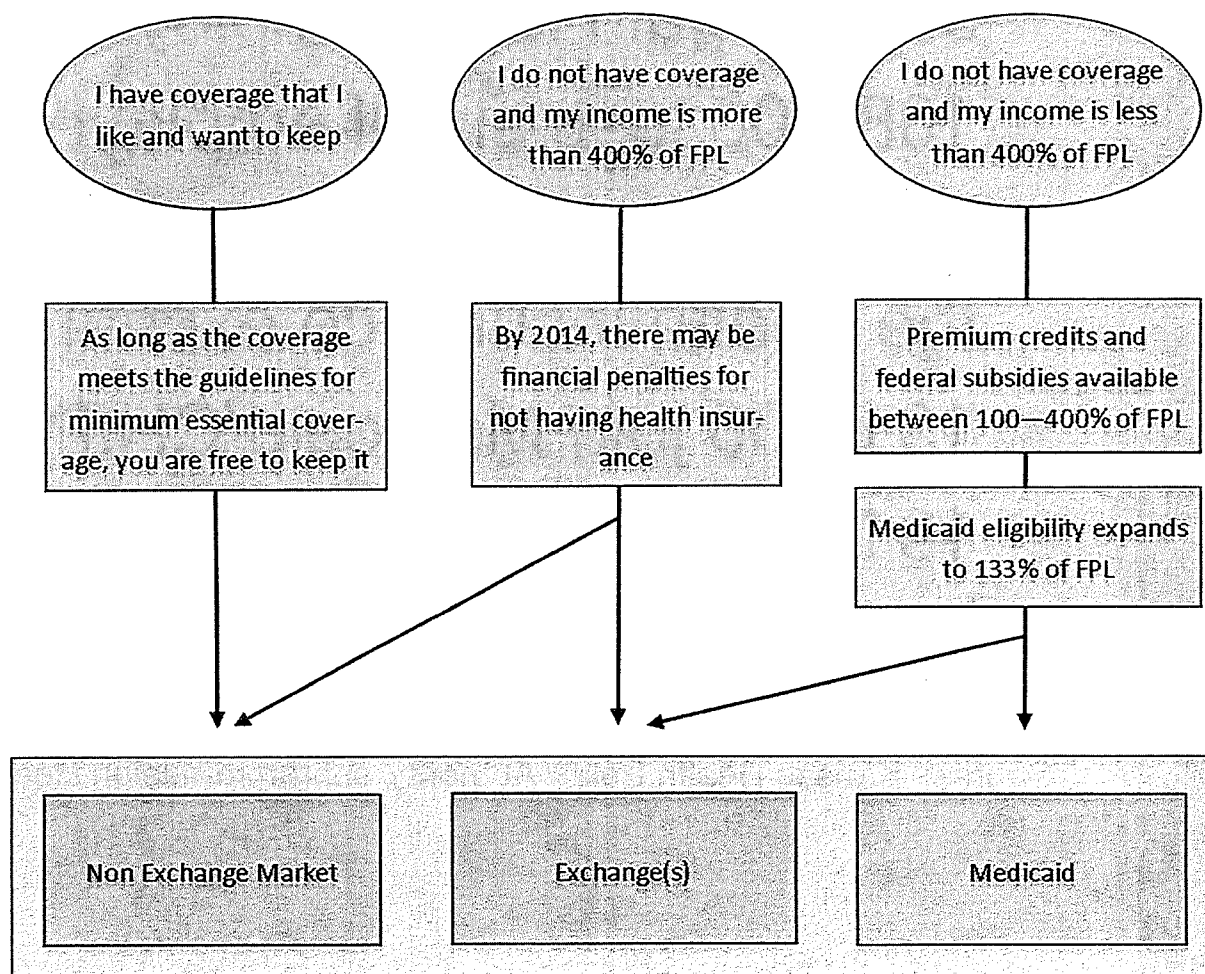 I have coverage that I
like and want to keep
I do not have coverage
and my income is more
than 400% of FPL
I do not have coverage
and my income is less
than 400% of FPL
As long as the coverage
meets the guidelines for
minimum essential cover-
age, you are free to keep it
By 2014, there may be
financial penalties for
not having health insur-
ance
Premium credits and
federal subsidies available
between 100—400% of FPL
Medicaid eligibility expands
to 133% of FPL
Non Exchange Market
Exchange(s)
Medicaid